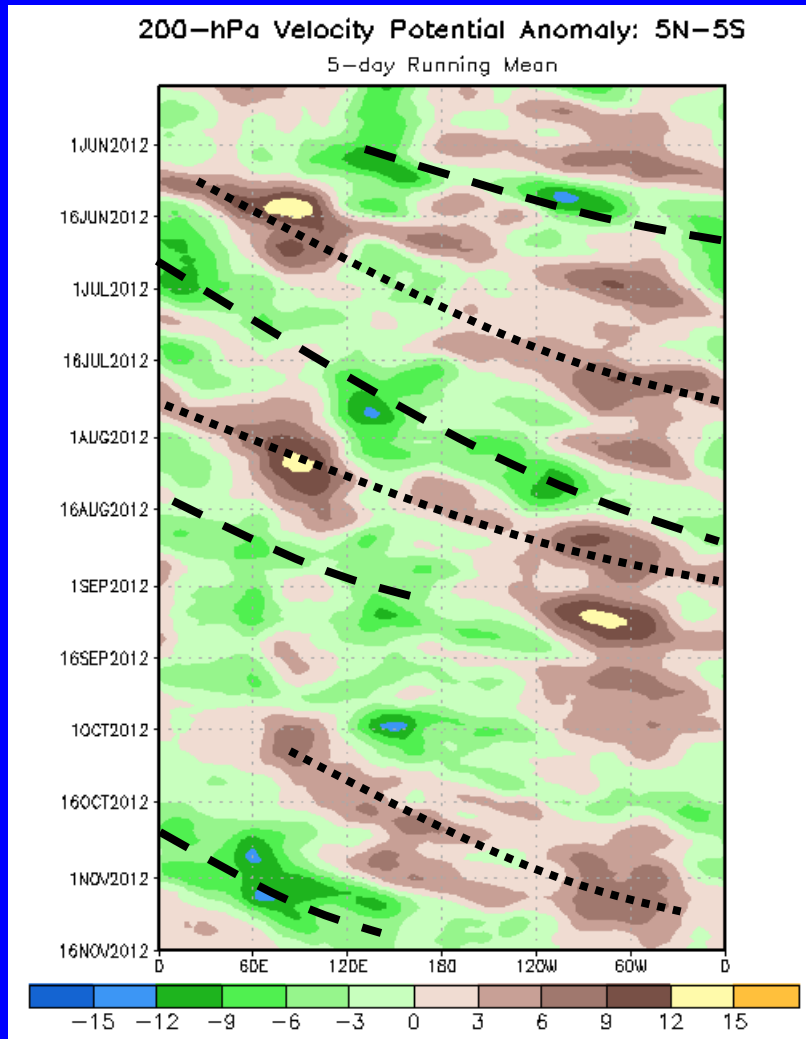 200-hPa Velocity Potential Anomaly: 5N-5S
5-day Running Mean
1JUN2012
16JUN2012
1JUL2012
16JUL2012
1AUG2012
16AUG2012
1SEP2012
16SEP2012
1OCT2012
16OCT2012
1NOV2012
16NOV2012
0 60E 120E 180 120W 60W 0
-15 -12 -9 -6 -3 0 3 6 9 12 15